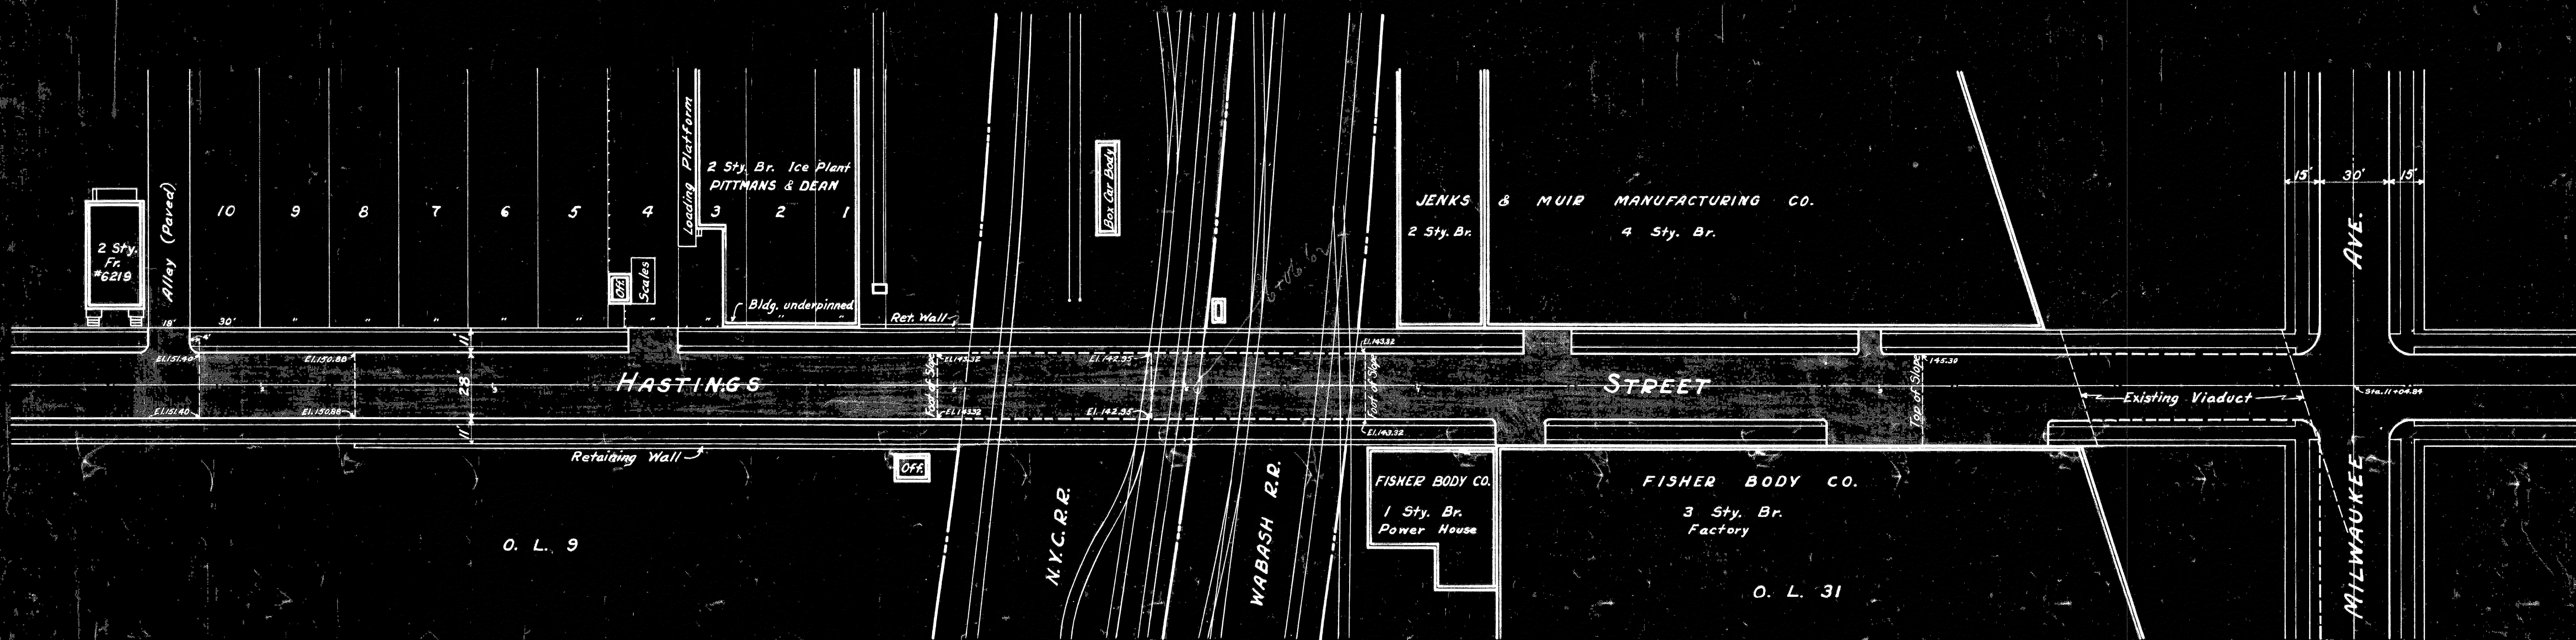 2 Sty.
Fr.
#6219
Alley (Paved)
18'
10
9
8
7
6
5
4
3
2
1
30'
"
"
"
"
"
"
"
"
"
Off.
Scales
Loading Platform
2 Sty. Br. Ice Plant
PITTMANS & DEAN
Bldg. underpinned
Ret. Wall
Box Car Body
JENKS & MUIR MANUFACTURING CO.
2 Sty. Br.
4 Sty. Br.
15'
30'
15'
MILWAUKEE AVE.
11'
28'
11'
El.151.40
El.150.88
El.151.40
El.150.88
HASTINGS STREET
Foot of Slope
El.143.32
El.143.32
El.142.95
El.142.95
Foot of Slope
El.143.32
El.143.32
Top of Slope
145.30
Existing Viaduct
Sta. 11+04.84
Retaining Wall
Off.
N.Y.C.R.R.
WABASH R.R.
FISHER BODY CO.
1 Sty. Br.
Power House
FISHER BODY CO.
3 Sty. Br.
Factory
O. L. 9
O. L. 31